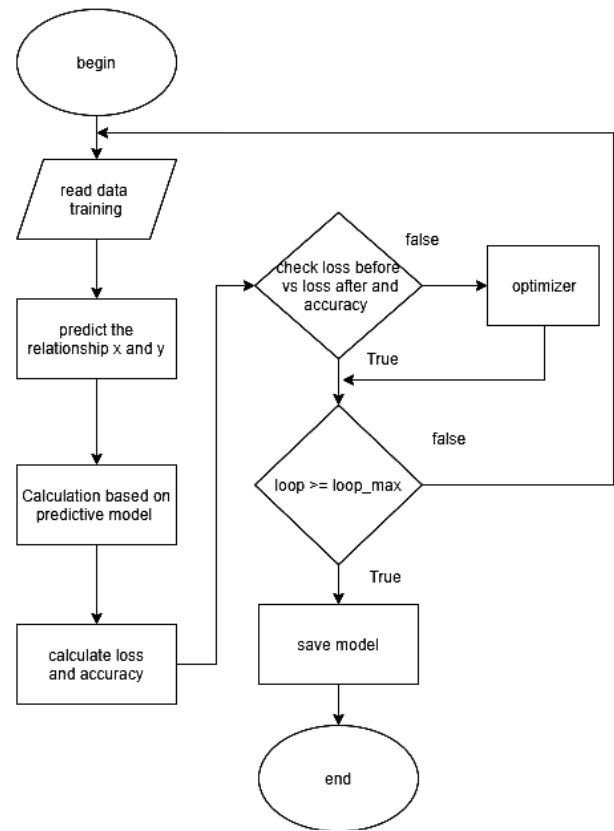 begin
read data
training
predict the
relationship x and y
Calculation based on
predictive model
calculate loss
and accuracy
check loss before
vs loss after and
accuracy
false
optimizer
True
loop >= loop_max
false
True
save model
end